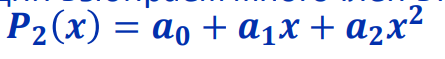 P₂(x) = a₀ + a₁x + a₂x²